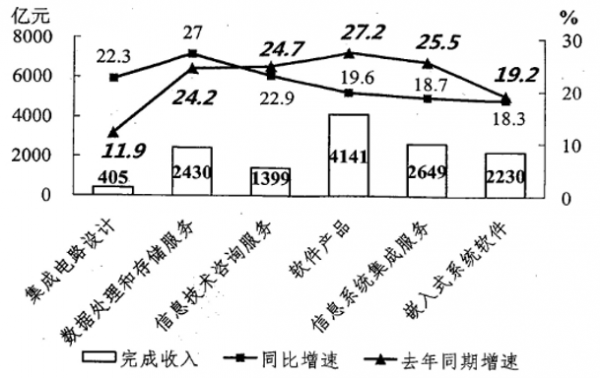 亿元
%
8000
6000
4000
2000
0
30
20
10
0
22.3
27
24.7
27.2
25.5
19.2
11.9
24.2
22.9
19.6
18.7
18.3
405
2430
1399
4141
2649
2230
集成电路设计
数据处理和存储服务
信息技术咨询服务
软件产品
信息系统集成服务
嵌入式系统软件
完成收入
同比增速
去年同期增速